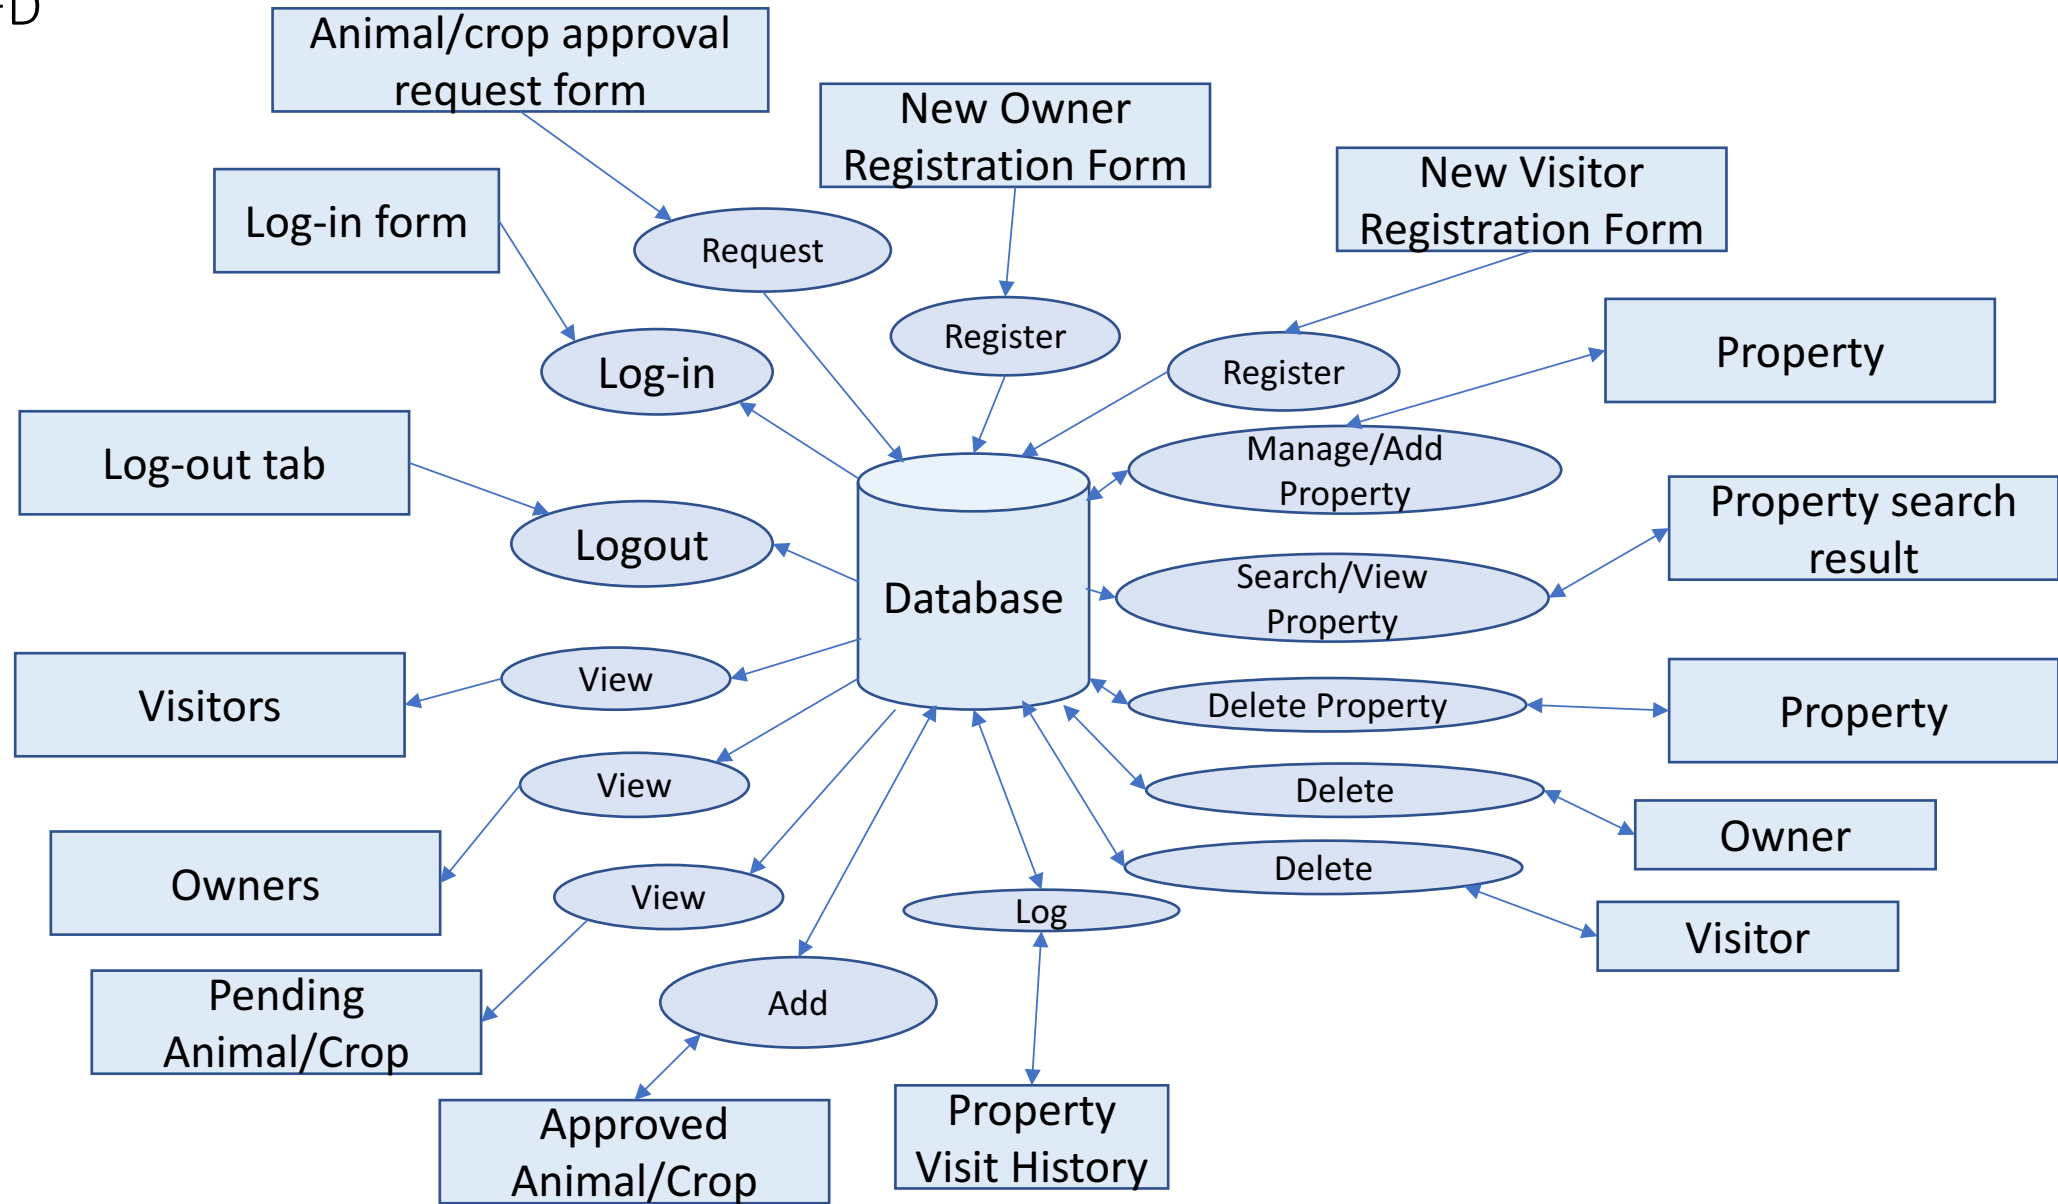 Animal/crop approval
request form
New Owner
Registration Form
New Visitor
Registration Form
Log-in form
Request
Register
Register
Property
Log-in
Log-out tab
Manage/Add
Property
Property search
result
Logout
Database
Search/View
Property
Visitors
View
Delete Property
Property
View
Delete
Owner
Owners
View
Log
Delete
Visitor
Pending
Animal/Crop
Add
Approved
Animal/Crop
Property
Visit History